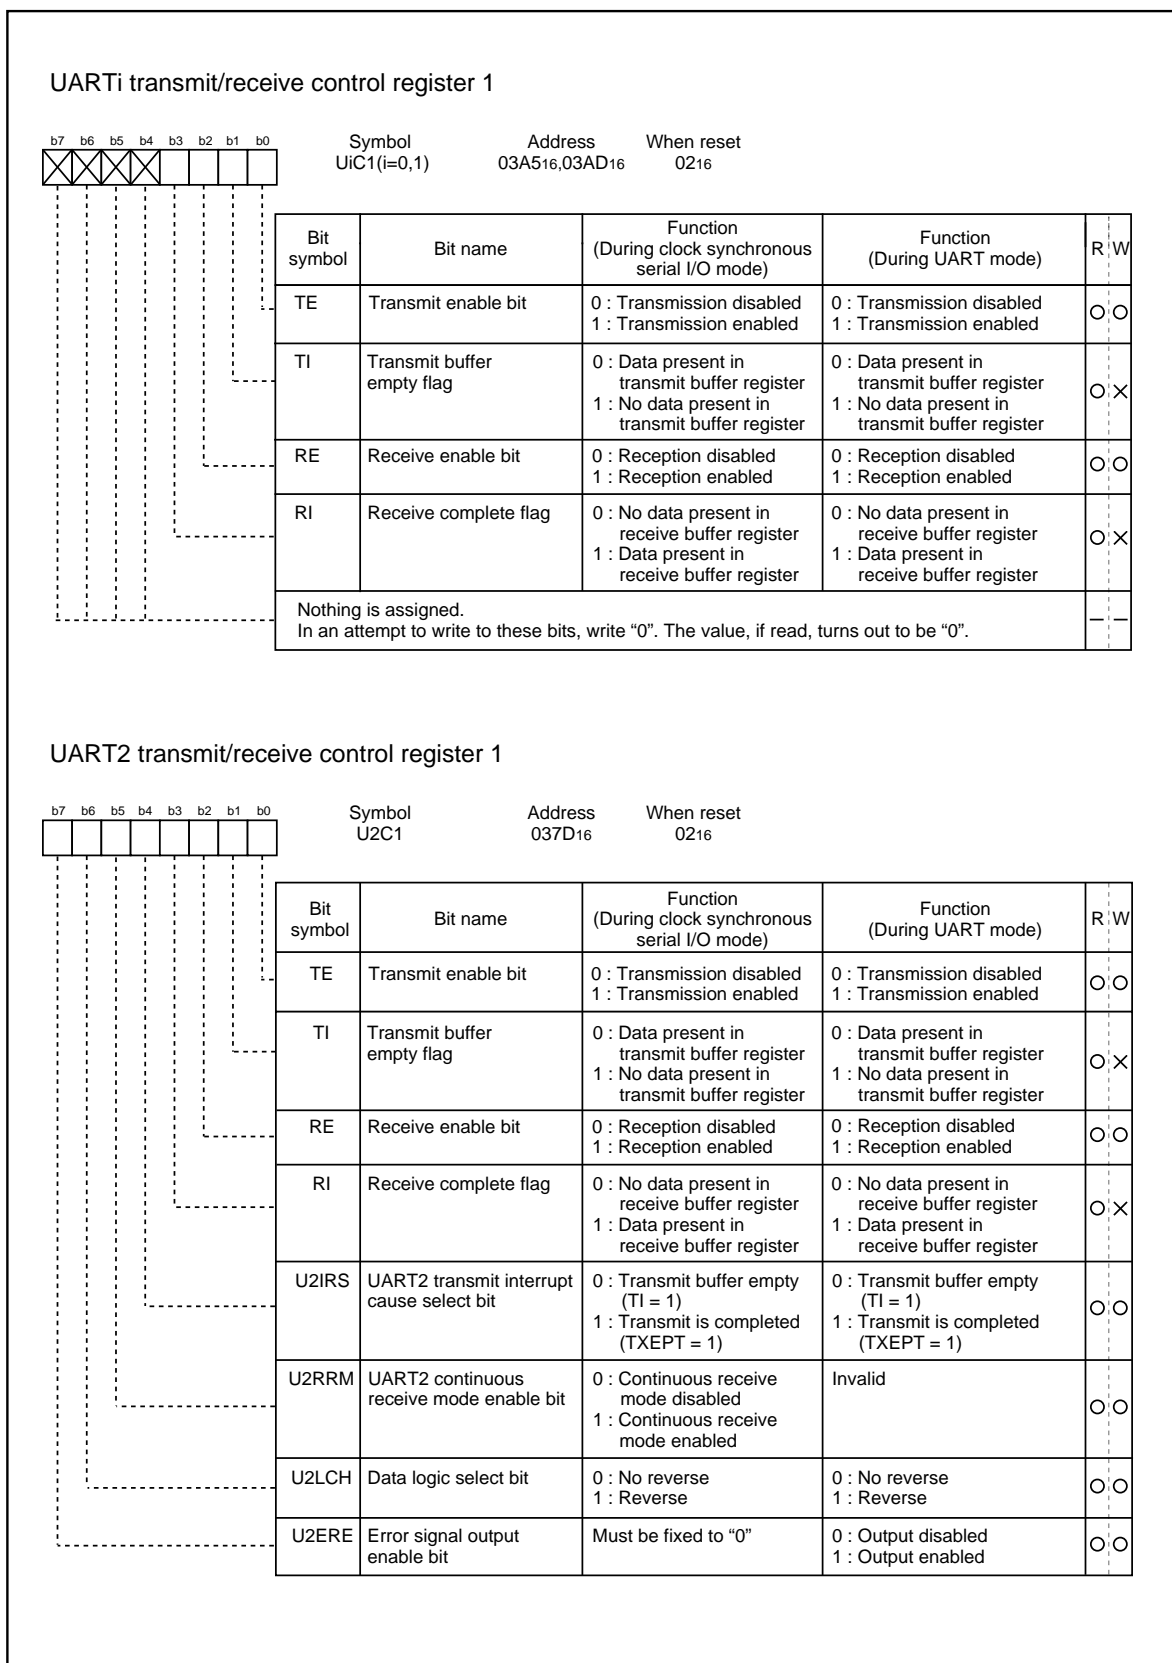 UARTi transmit/receive control register 1
b7 b6 b5 b4 b3 b2 b1 b0
Symbol Address When reset
UiC1(i=0,1) 03A516,03AD16 0216
Bit symbol Bit name Function (During clock synchronous serial I/O mode) Function (During UART mode) R W
TE Transmit enable bit 0 : Transmission disabled 0 : Transmission disabled
1 : Transmission enabled 1 : Transmission enabled
TI Transmit buffer 0 : Data present in 0 : Data present in
empty flag transmit buffer register transmit buffer register
1 : No data present in 1 : No data present in
transmit buffer register transmit buffer register
RE Receive enable bit 0 : Reception disabled 0 : Reception disabled
1 : Reception enabled 1 : Reception enabled
RI Receive complete flag 0 : No data present in 0 : No data present in
receive buffer register receive buffer register
1 : Data present in 1 : Data present in
receive buffer register receive buffer register
Nothing is assigned.
In an attempt to write to these bits, write “0”. The value, if read, turns out to be “0”.
UART2 transmit/receive control register 1
b7 b6 b5 b4 b3 b2 b1 b0
Symbol Address When reset
U2C1 037D16 0216
Bit symbol Bit name Function (During clock synchronous serial I/O mode) Function (During UART mode) R W
TE Transmit enable bit 0 : Transmission disabled 0 : Transmission disabled
1 : Transmission enabled 1 : Transmission enabled
TI Transmit buffer 0 : Data present in 0 : Data present in
empty flag transmit buffer register transmit buffer register
1 : No data present in 1 : No data present in
transmit buffer register transmit buffer register
RE Receive enable bit 0 : Reception disabled 0 : Reception disabled
1 : Reception enabled 1 : Reception enabled
RI Receive complete flag 0 : No data present in 0 : No data present in
receive buffer register receive buffer register
1 : Data present in 1 : Data present in
receive buffer register receive buffer register
U2IRS UART2 transmit interrupt 0 : Transmit buffer empty 0 : Transmit buffer empty
cause select bit (TI = 1) (TI = 1)
1 : Transmit is completed 1 : Transmit is completed
(TXEPT = 1) (TXEPT = 1)
U2RRM UART2 continuous 0 : Continuous receive Invalid
receive mode enable bit mode disabled
1 : Continuous receive
mode enabled
U2LCH Data logic select bit 0 : No reverse 0 : No reverse
1 : Reverse 1 : Reverse
U2ERE Error signal output Must be fixed to “0” 0 : Output disabled
enable bit 1 : Output enabled